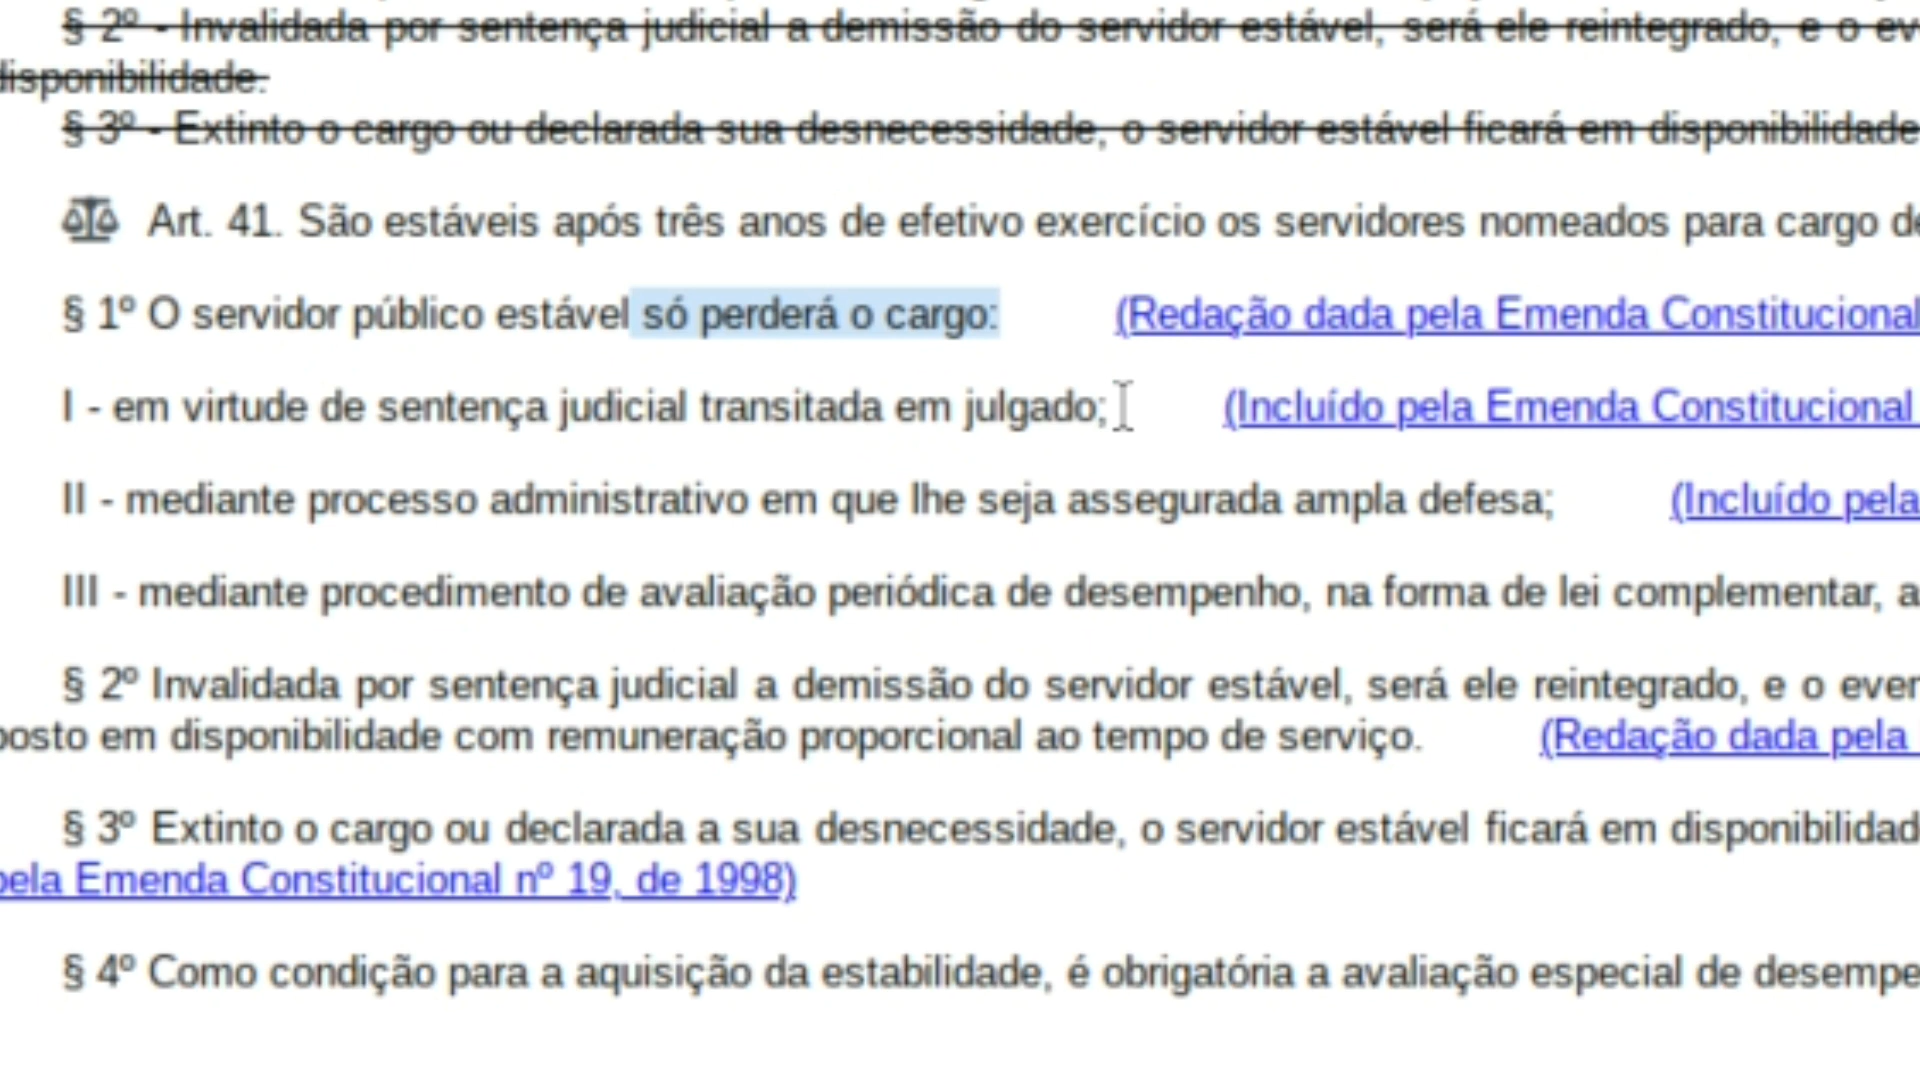 § 2º - Invalidada por sentença judicial a demissão do servidor estável, será ele reintegrado, e o
disponibilidade.
§ 3º - Extinto o cargo ou declarada sua desnecessidade, o servidor estável ficará em disponibilidade
Art. 41. São estáveis após três anos de efetivo exercício os servidores nomeados para cargo
§ 1º O servidor público estável só perderá o cargo: (Redação dada pela Emenda Constitucional
I - em virtude de sentença judicial transitada em julgado; (Incluído pela Emenda Constitucional
II - mediante processo administrativo em que lhe seja assegurada ampla defesa; (Incluído pela
III - mediante procedimento de avaliação periódica de desempenho, na forma de lei complementar, a
§ 2º Invalidada por sentença judicial a demissão do servidor estável, será ele reintegrado, e o
posto em disponibilidade com remuneração proporcional ao tempo de serviço. (Redação dada pela
§ 3º Extinto o cargo ou declarada a sua desnecessidade, o servidor estável ficará em disponibilidad
pela Emenda Constitucional nº 19, de 1998)
§ 4º Como condição para a aquisição da estabilidade, é obrigatória a avaliação especial de desempe